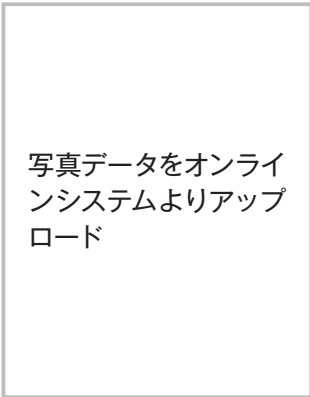 写真データをオンライ
ンシステムよりアップ
ロード